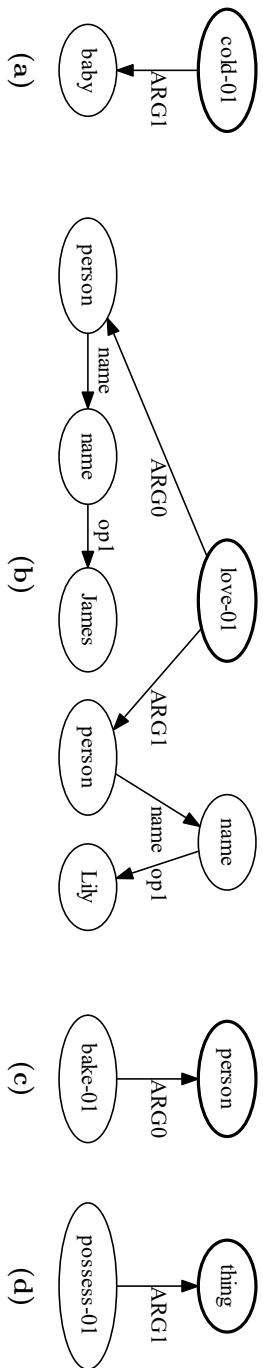 cold-01
ARG1
baby
(a)
love-01
ARG0
ARG1
person
name
name
op1
James
person
name
name
op1
Lily
(b)
person
ARG0
bake-01
(c)
thing
ARG1
possess-01
(d)